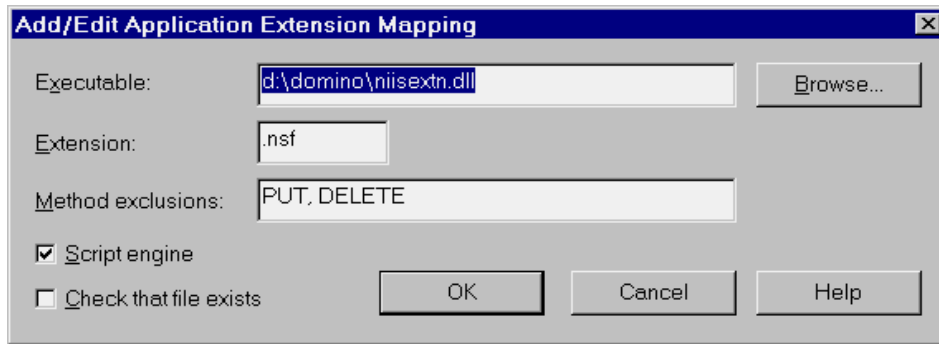 Add/Edit Application Extension Mapping
Executable: d:\domino\niisextn.dll Browse...
Extension: .nsf
Method exclusions: PUT, DELETE
Script engine
Check that file exists OK Cancel Help